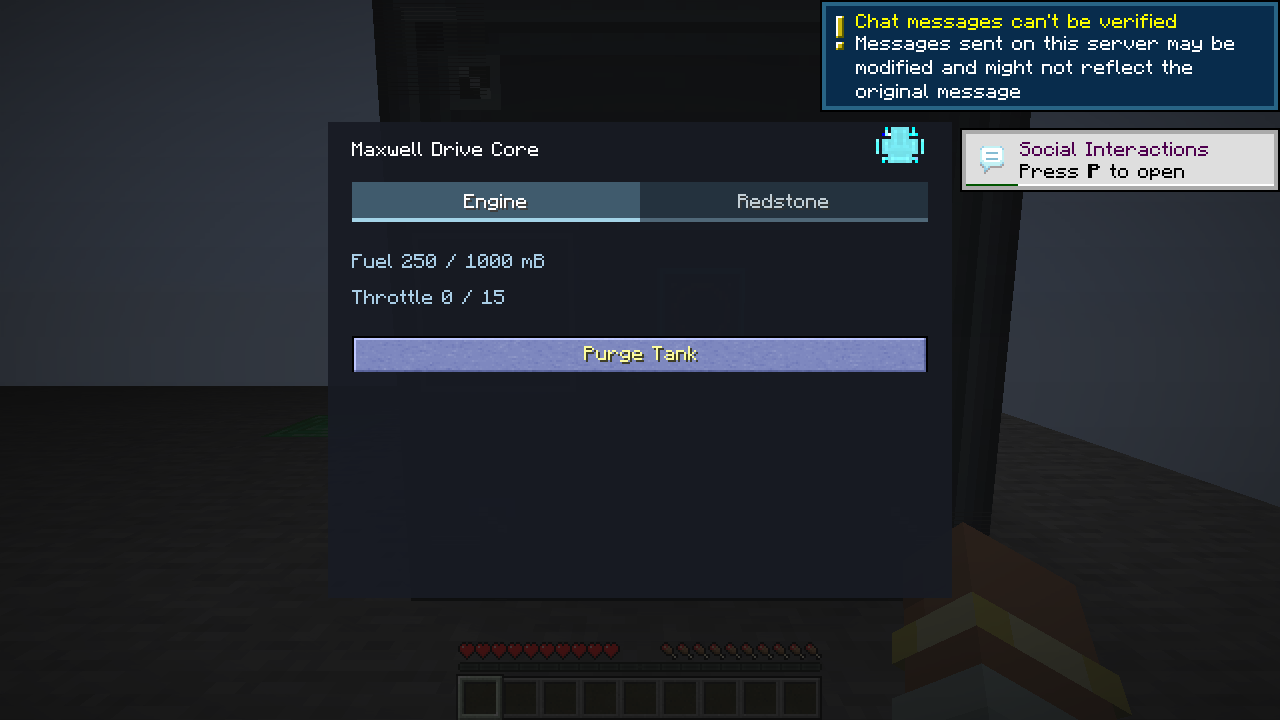 Chat messages can't be verified
Messages sent on this server may be
modified and might not reflect the
original message
Social Interactions
Press P to open
Maxwell Drive Core
Engine
Redstone
Fuel 250 / 1000 mB
Throttle 0 / 15
Purge Tank